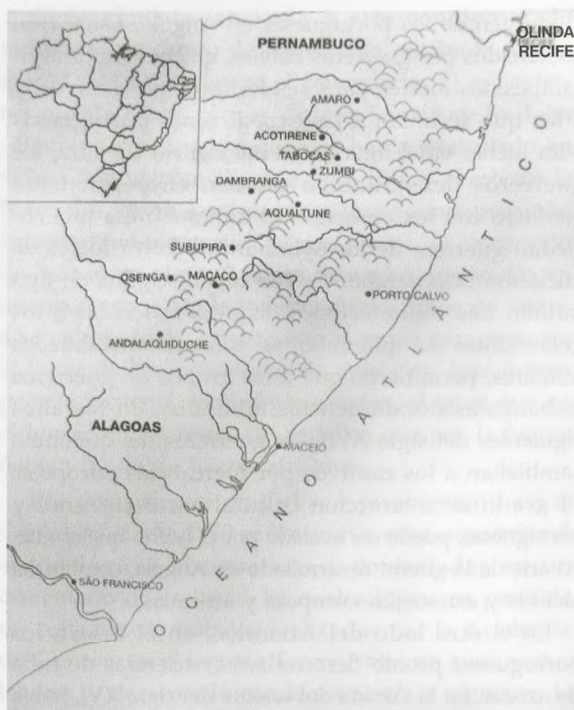 PERNAMBUCO
OLINDA
RECIFE
AMARO
ACOTIRENE
TABOCAS
ZUMBI
DAMBRANGA
AQUALTUNE
SUBUPIRA
OSENGA
MACACO
PORTO CALVO
ANDALAQUIDUCHE
ALAGOAS
MACEIÓ
SÃO FRANCISCO
OCEANO ATLANTICO